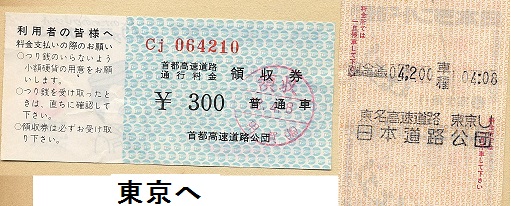 利用者の皆様へ
料金支払いの際のお願い
○つり銭のいらないよう
小額硬貨の用意をお願
いします。
○つり銭を受け取ったと
きは、直ちに確認して
下さい。
○領収券は必ずお受け取
り下さい。
Cj 064210
首都高速道路
通行料金 領収券
¥ 300 普通車
首都高速道路公団
料金 04,200 車種 1 04.08
東名高速道路 東京
日本道路公団
東京へ